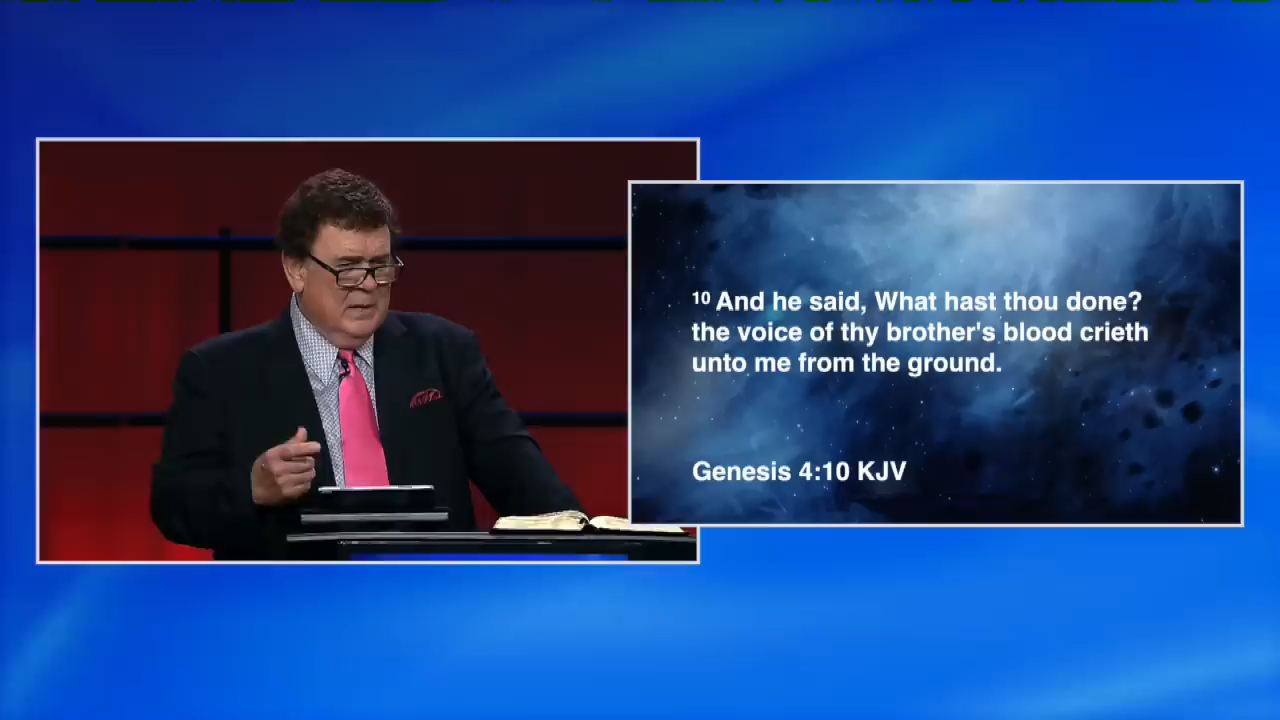 10 And he said, What hast thou done?
the voice of thy brother's blood crieth
unto me from the ground.
Genesis 4:10 KJV